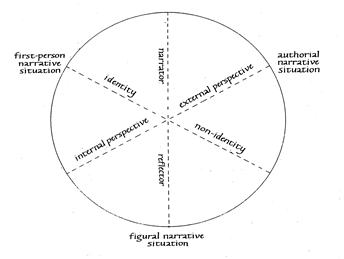 first-person
narrative
situation
authorial
narrative
situation
narrator
identity
external perspective
internal perspective
non-identity
reflector
figural narrative
situation